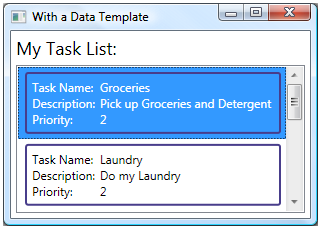 With a Data Template
My Task List:
Task Name: Groceries
Description: Pick up Groceries and Detergent
Priority: 2
Task Name: Laundry
Description: Do my Laundry
Priority: 2